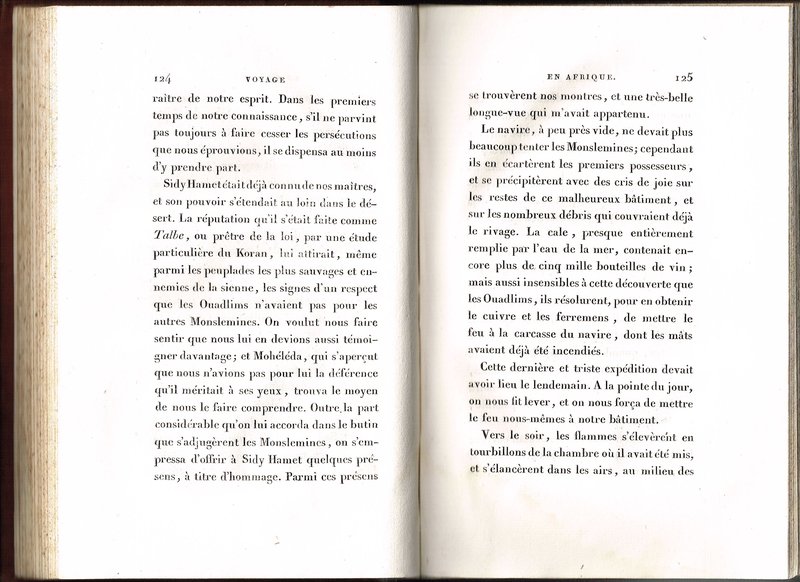 124 VOYAGE
raître de notre esprit. Dans les premiers
temps de notre connaissance, s'il ne parvint
pas toujours à faire cesser les persécutions
que nous éprouvions, il se dispensa au moins
d'y prendre part.
Sidy Hamet était déjà connu de nos maîtres,
et son pouvoir s'étendait au loin dans le dé-
sert. La réputation qu'il s'était faite comme
Talbe, ou prêtre de la loi, par une étude
particulière du Koran, lui attirait, même
parmi les peuplades les plus sauvages et en-
nemies de la sienne, les signes d'un respect
que les Ouadlims n'avaient pas pour les
autres Monslemines. On voulut nous faire
sentir que nous lui en devions aussi témoi-
gner davantage; et Mohéléda, qui s'aperçut
que nous n'avions pas pour lui la déférence
qu'il méritait à ses yeux, trouva le moyen
de nous le faire comprendre. Outre la part
considérable qu'on lui accorda dans le butin
que s'adjugèrent les Monslemines, on s'em-
pressa d'offrir à Sidy Hamet quelques pré-
sens, à titre d'hommage. Parmi ces présens
EN AFRIQUE. 125
se trouvèrent nos montres, et une très-belle
longue-vue qui m'avait appartenu.
Le navire, à peu près vide, ne devait plus
beaucoup tenter les Monslemines; cependant
ils en écartèrent les premiers possesseurs,
et se précipitèrent avec des cris de joie sur
les restes de ce malheureux bâtiment, et
sur les nombreux débris qui couvraient déjà
le rivage. La cale, presque entièrement
remplie par l'eau de la mer, contenait en-
core plus de cinq mille bouteilles de vin;
mais aussi insensibles à cette découverte que
les Ouadlims, ils résolurent, pour en obtenir
le cuivre et les ferremens, de mettre le
feu à la carcasse du navire, dont les mâts
avaient déjà été incendiés.
Cette dernière et triste expédition devait
avoir lieu le lendemain. A la pointe du jour,
on nous fit lever, et on nous força de mettre
le feu nous-mêmes à notre bâtiment.
Vers le soir, les flammes s'élevèrent en
tourbillons de la chambre où il avait été mis,
et s'élancèrent dans les airs, au milieu des